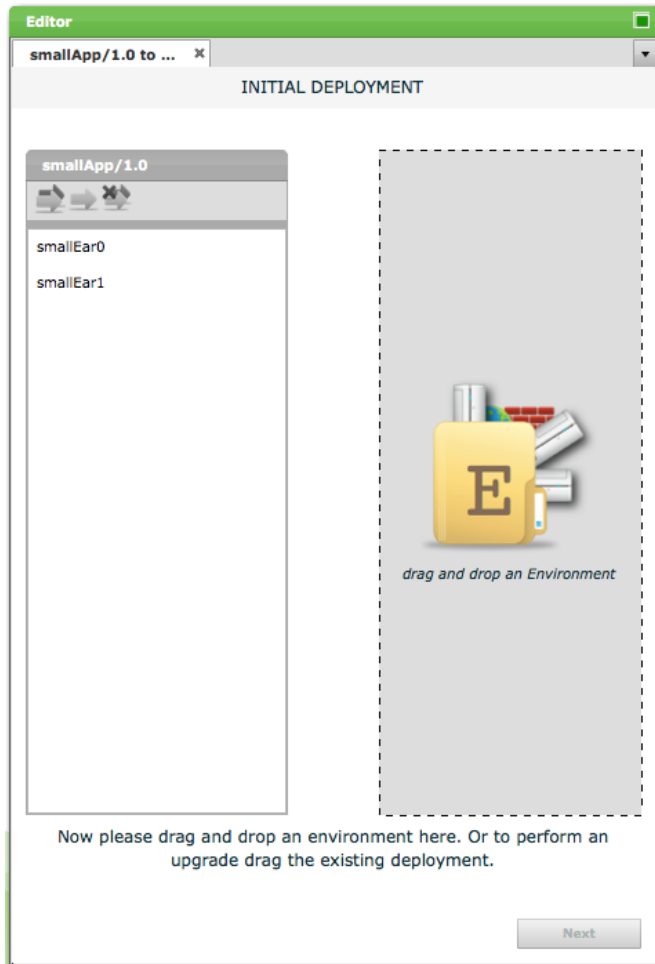 Editor
smallApp/1.0 to ...
INITIAL DEPLOYMENT
smallApp/1.0
smallEar0
smallEar1
E
drag and drop an Environment
Now please drag and drop an environment here. Or to perform an
upgrade drag the existing deployment.
Next